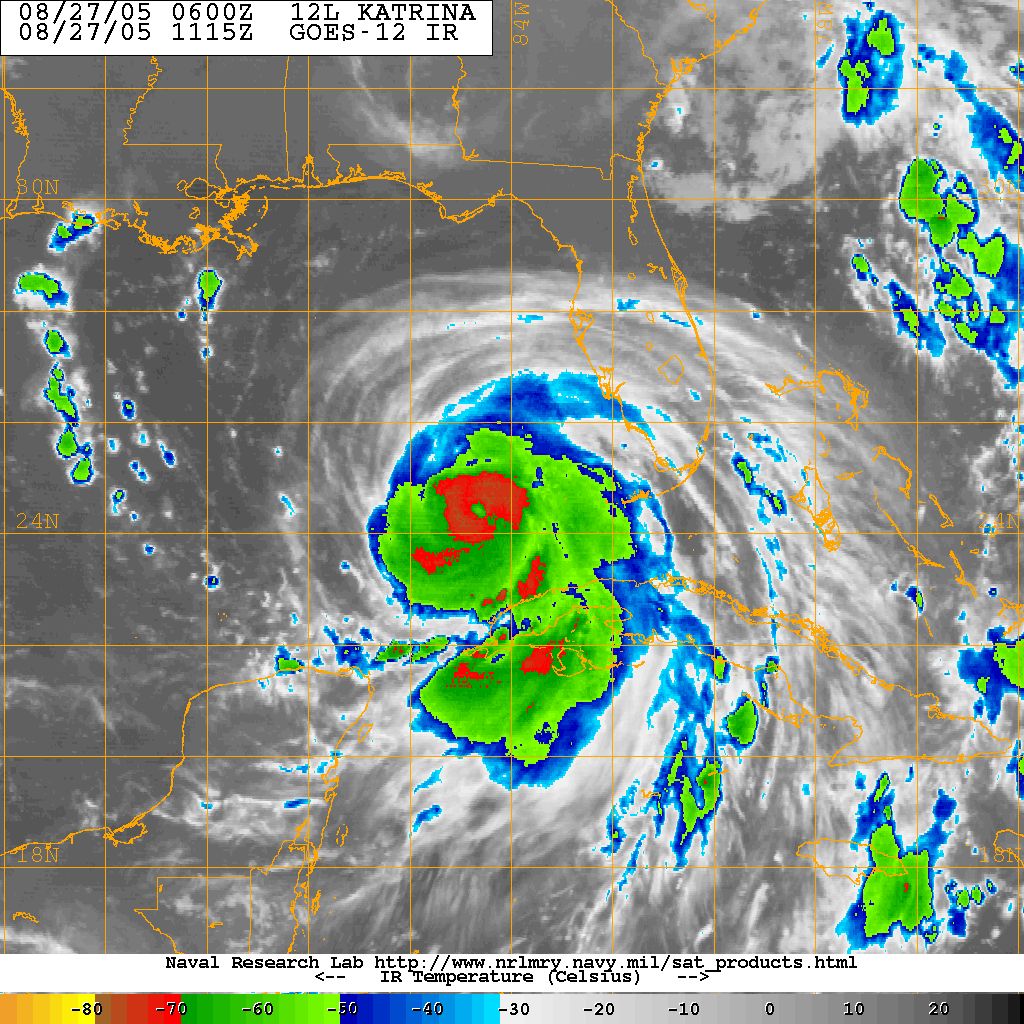 08/27/05 0600Z 12L KATRINA
08/27/05 1115Z GOES-12 IR
84W
30N
24N
24N
18N
18N
Naval Research Lab http://www.nrlmry.navy.mil/sat_products.html
<-- IR Temperature (Celsius) -->
-80 -70 -60 -50 -40 -30 -20 -10 0 10 20